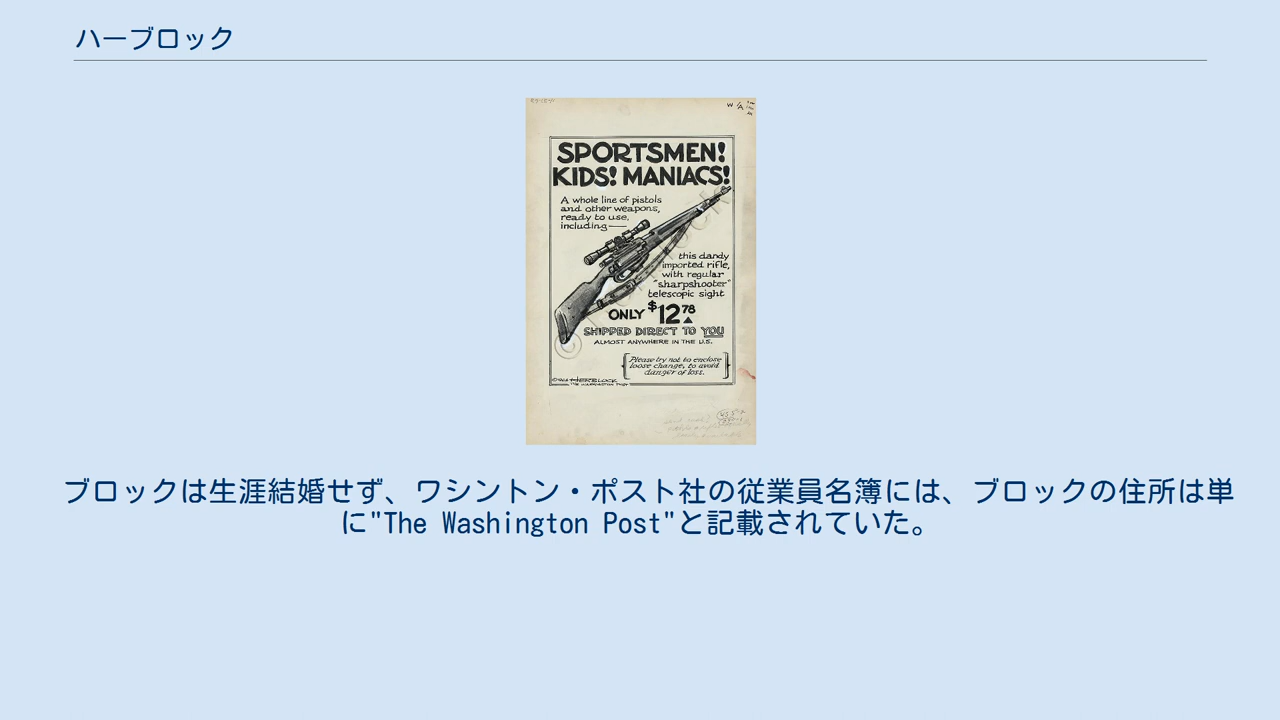 ハーブロック
SPORTSMEN!
KIDS! MANIACS!
A whole line of pistols
and other weapons,
ready to use,
including—
this dandy
imported rifle,
with regular
"sharpshooter"
telescopic sight
ONLY $12.78
SHIPPED DIRECT TO YOU
ALMOST ANYWHERE IN THE U.S.
Please try not to enclose
loose change, to avoid
danger of loss.
HERBLOCK
THE WASHINGTON POST
ブロックは生涯結婚せず、ワシントン・ポスト社の従業員名簿には、ブロックの住所は単
に"The Washington Post"と記載されていた。